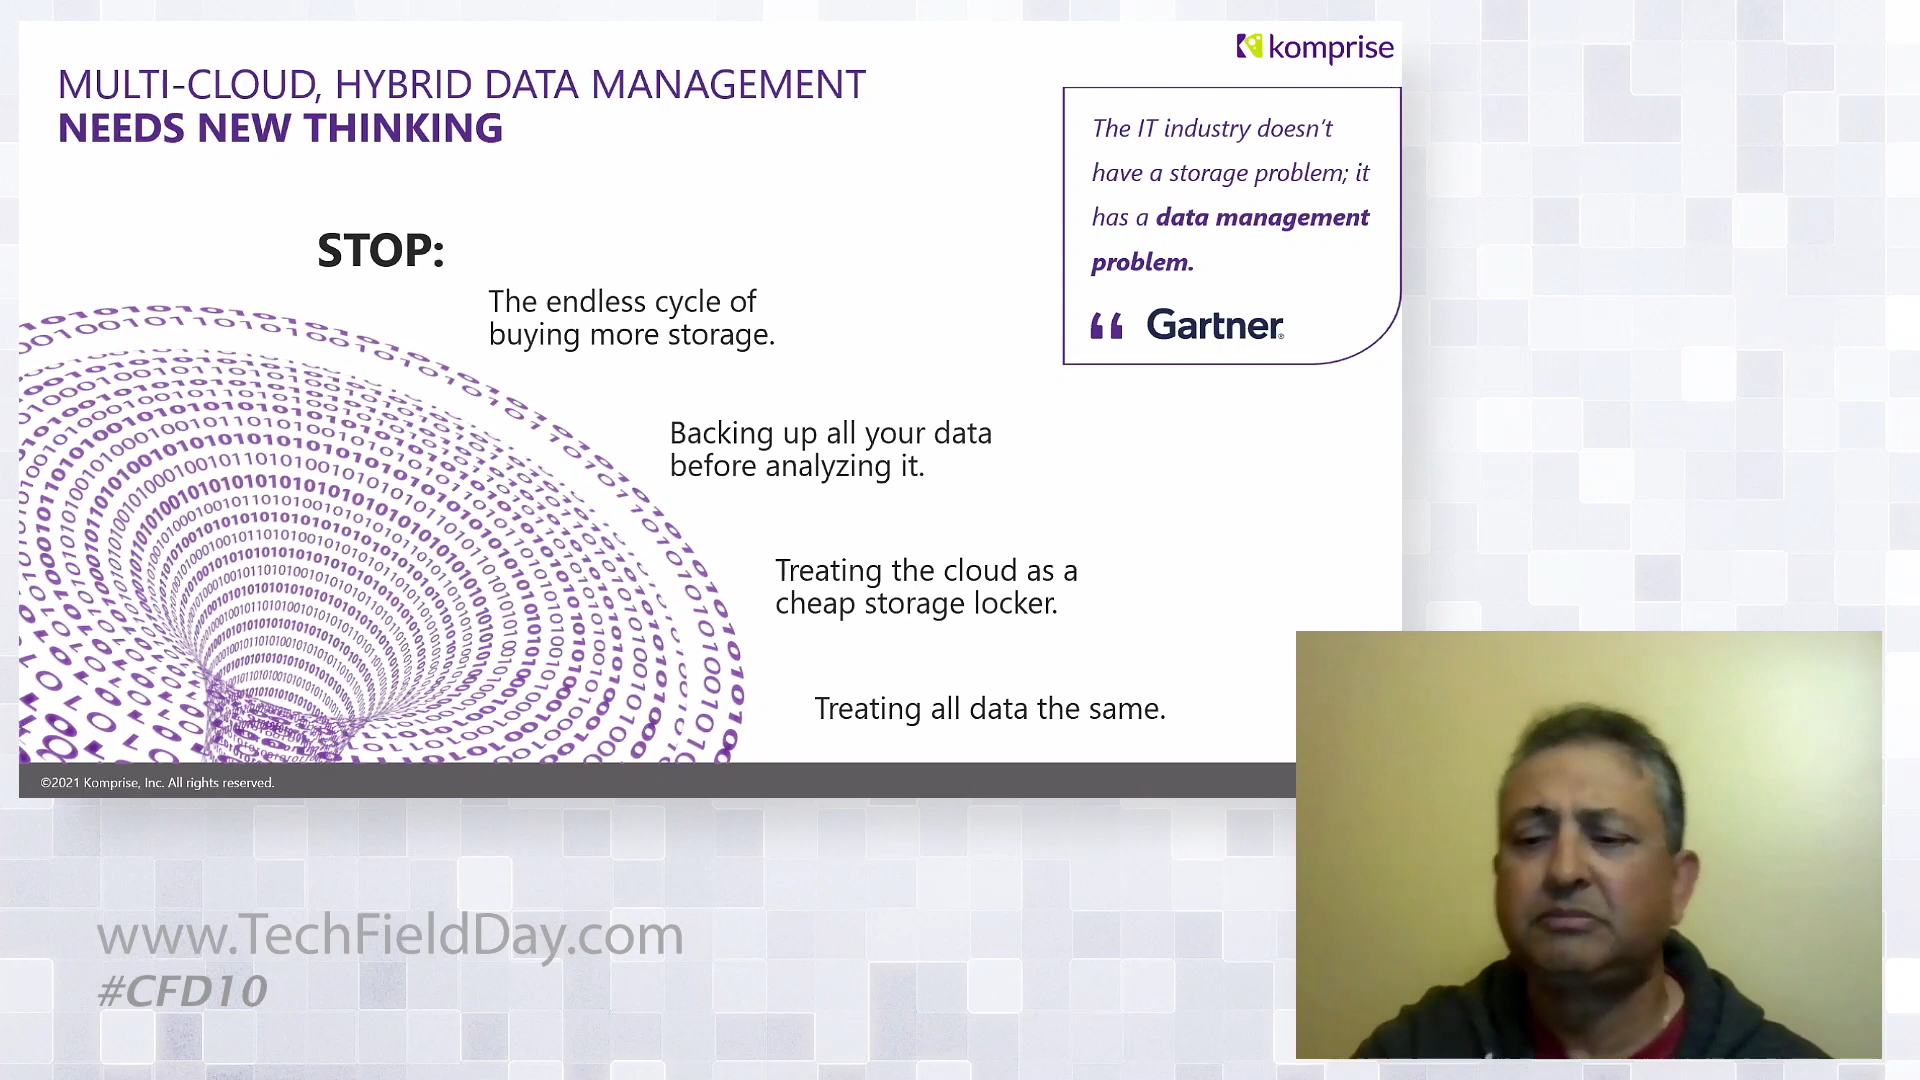 komprise
MULTI-CLOUD, HYBRID DATA MANAGEMENT
NEEDS NEW THINKING
The IT industry doesn't
have a storage problem; it
has a data management
problem.
Gartner®
STOP:
The endless cycle of
buying more storage.
Backing up all your data
before analyzing it.
Treating the cloud as a
cheap storage locker.
Treating all data the same.
©2021 Komprise, Inc. All rights reserved.
www.TechFieldDay.com
#CFD10